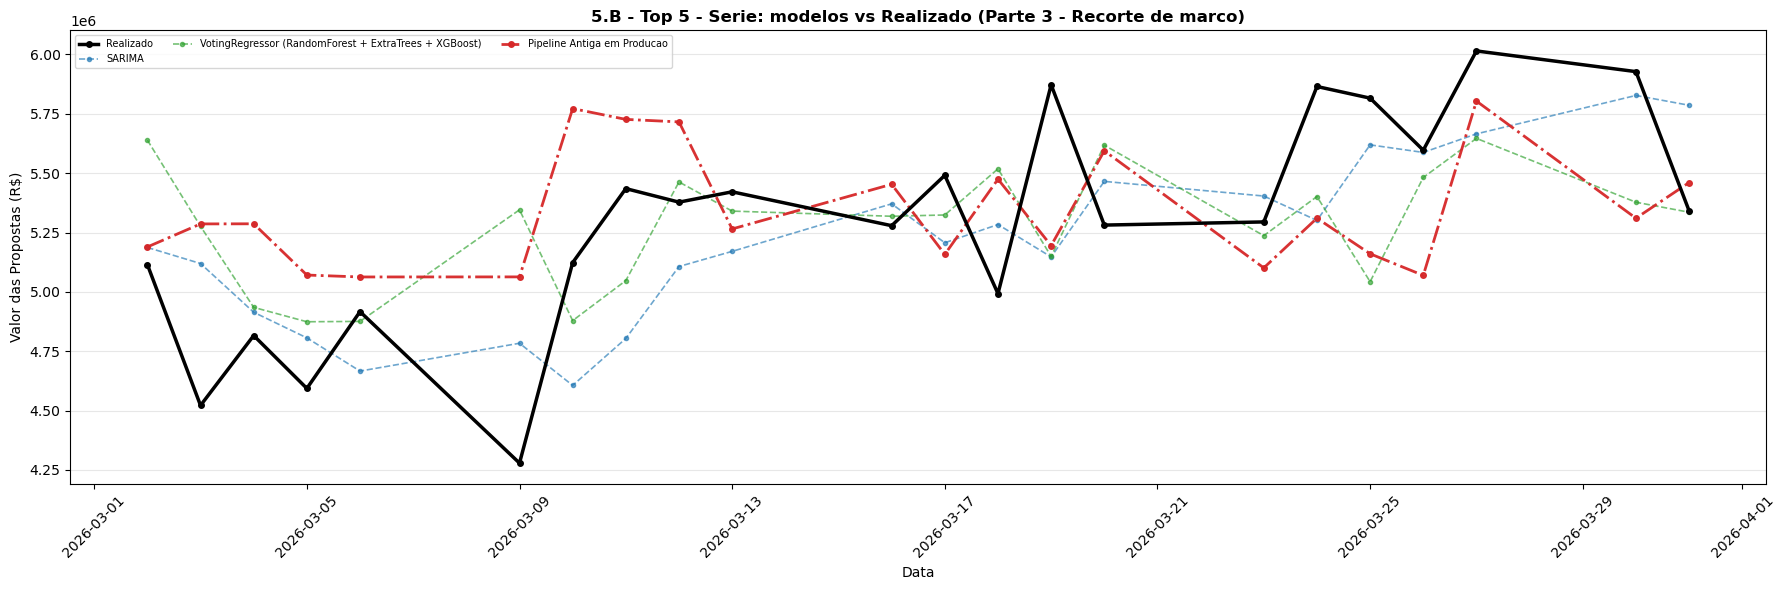 5.B - Top 5 - Serie: modelos vs Realizado (Parte 3 - Recorte de marco)
1e6
Realizado
SARIMA
VotingRegressor (RandomForest + ExtraTrees + XGBoost)
Pipeline Antiga em Producao
6.00
5.75
5.50
5.25
5.00
4.75
4.50
4.25
Valor das Propostas (R$)
2026-03-01
2026-03-05
2026-03-09
2026-03-13
2026-03-17
2026-03-21
2026-03-25
2026-03-29
2026-04-01
Data